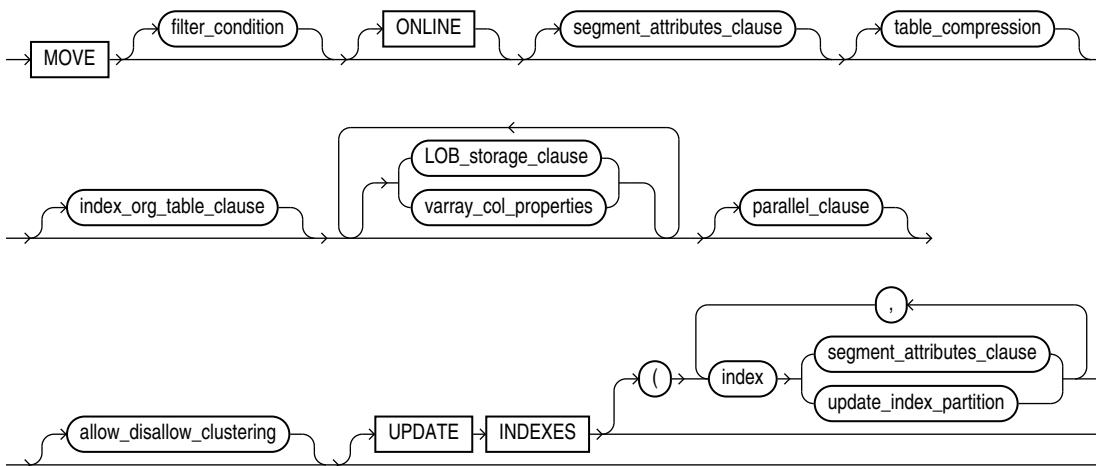 MOVE filter_condition ONLINE segment_attributes_clause table_compression
index_org_table_clause LOB_storage_clause parallel_clause
varray_col_properties
,
allow_disallow_clustering UPDATE INDEXES ( index segment_attributes_clause
update_index_partition